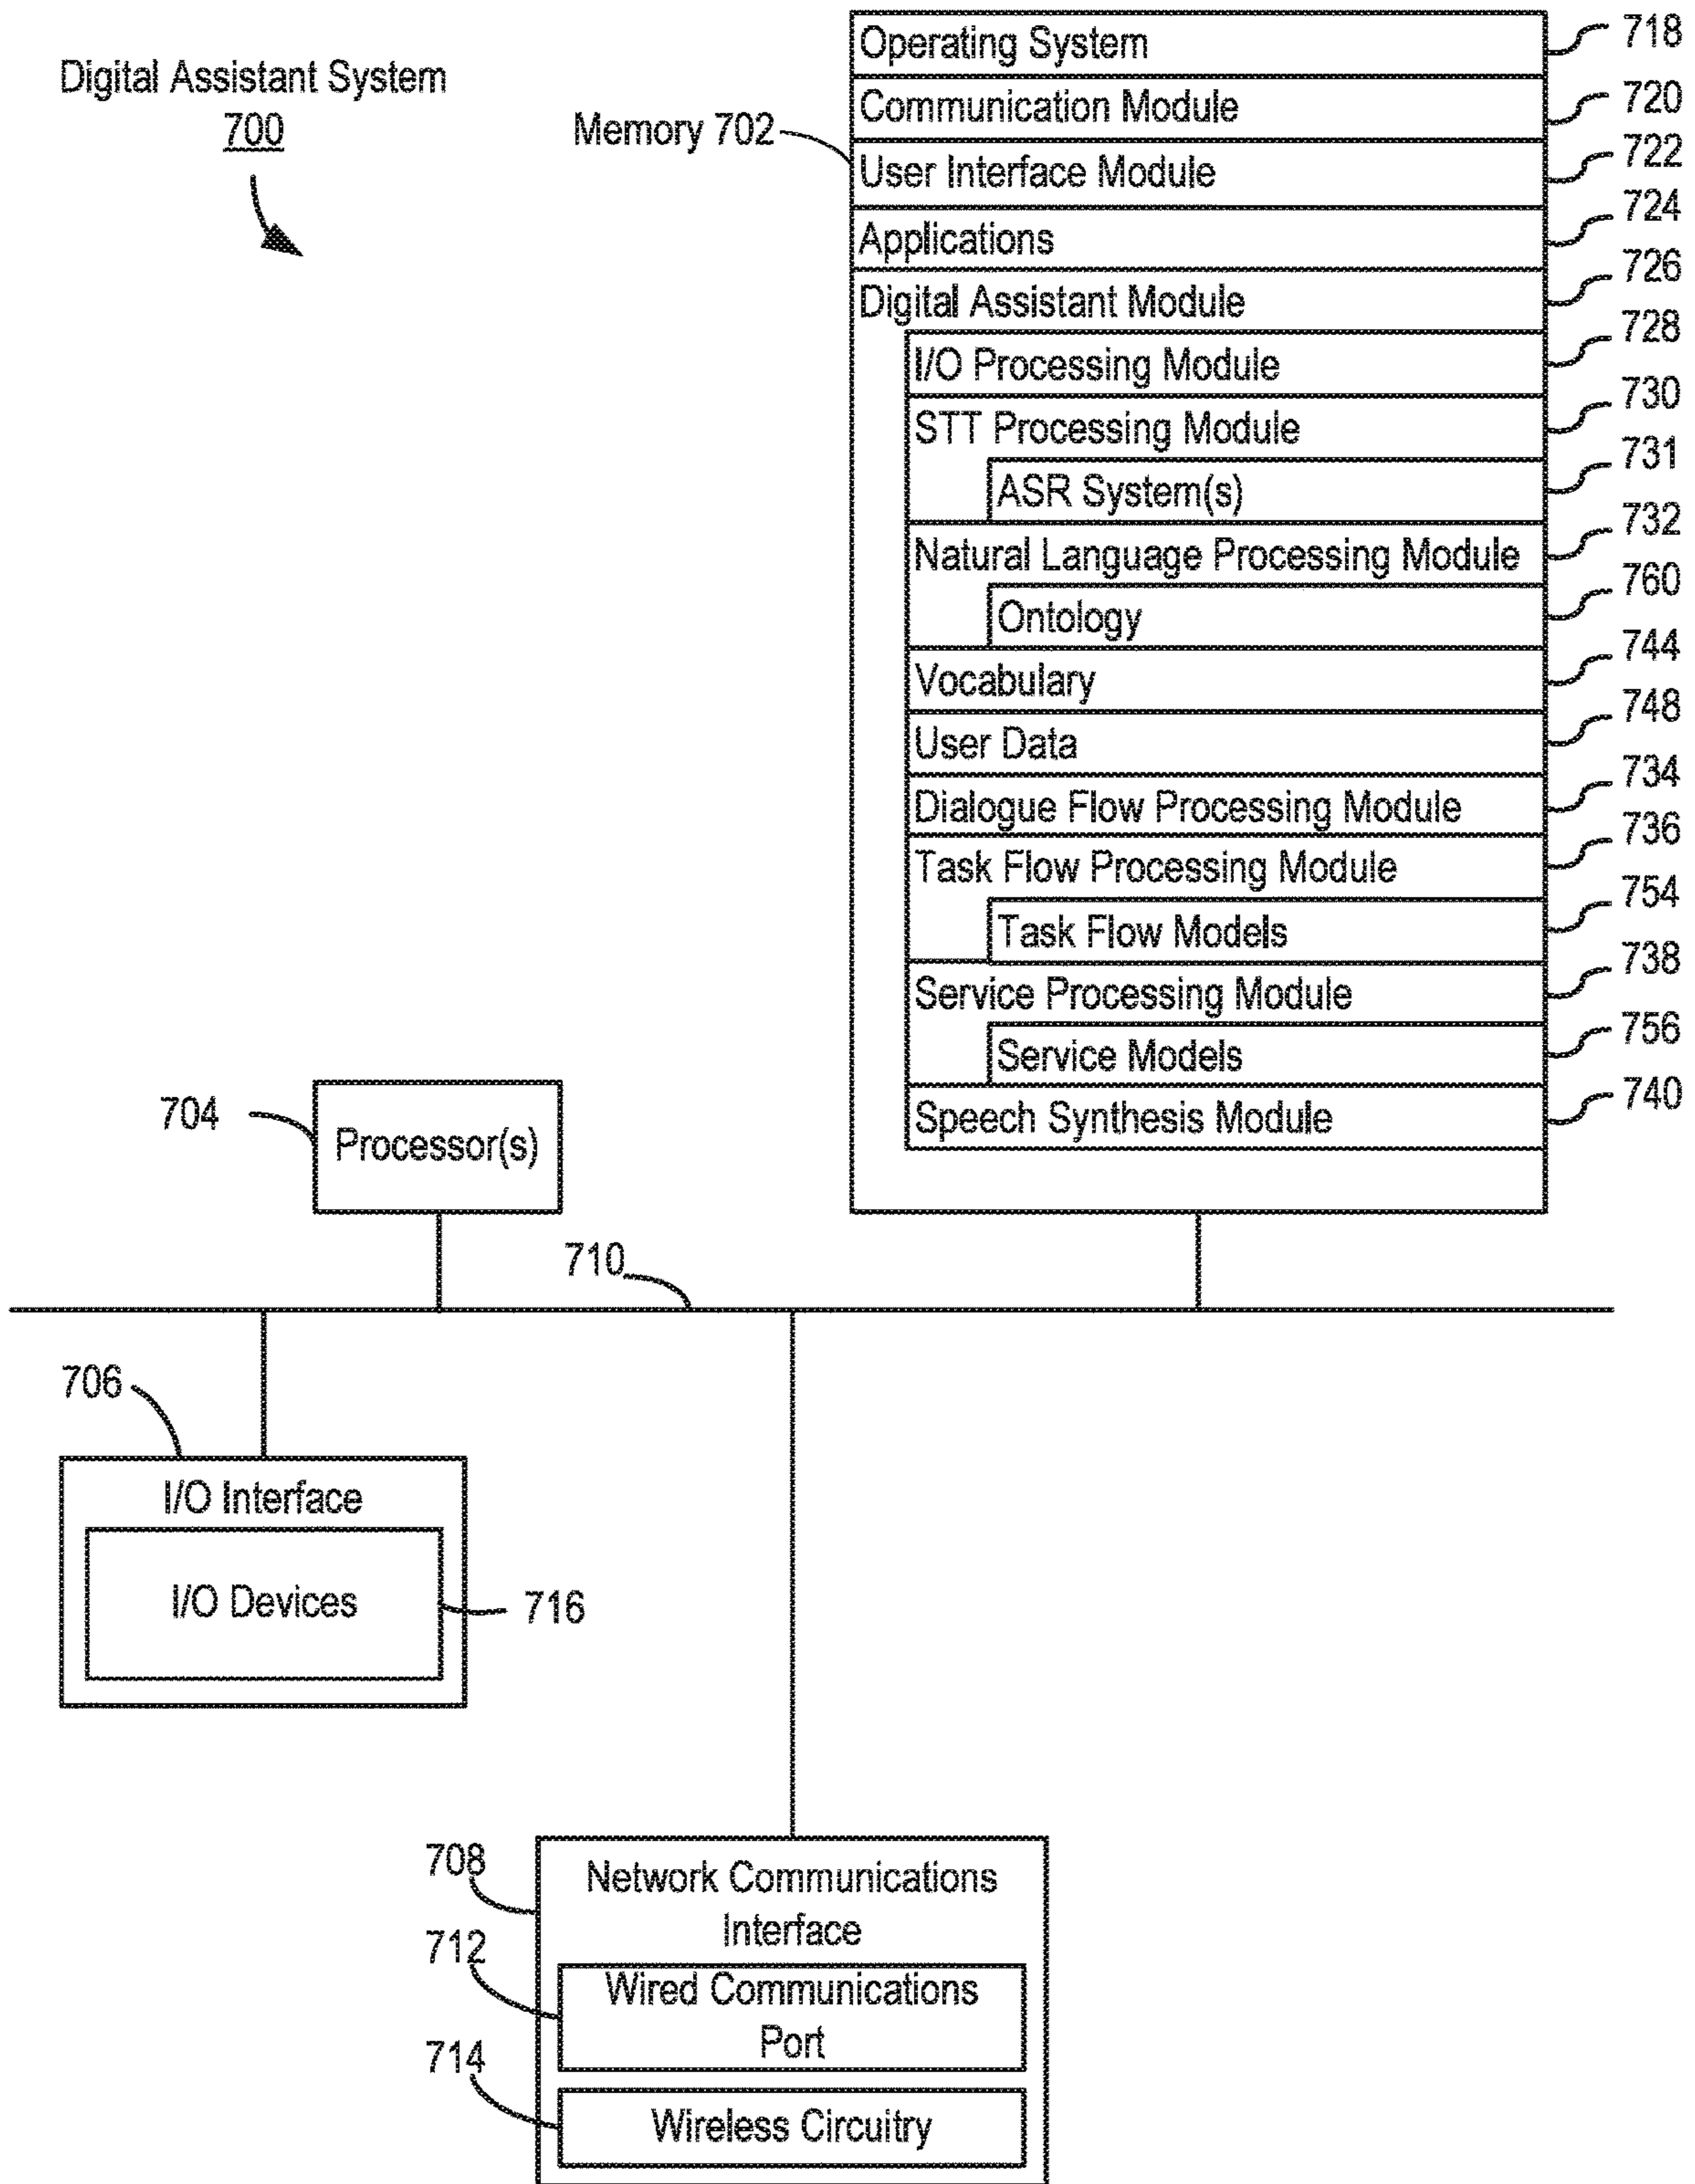 Digital Assistant System
700
Memory 702
Operating System 718
Communication Module 720
User Interface Module 722
Applications 724
Digital Assistant Module 726
I/O Processing Module 728
STT Processing Module 730
ASR System(s) 731
Natural Language Processing Module 732
Ontology 760
Vocabulary 744
User Data 748
Dialogue Flow Processing Module 734
Task Flow Processing Module 736
Task Flow Models 754
Service Processing Module 738
Service Models 756
Speech Synthesis Module 740
704
Processor(s)
710
706
I/O Interface
I/O Devices 716
708
Network Communications
Interface
712
Wired Communications
Port
714
Wireless Circuitry